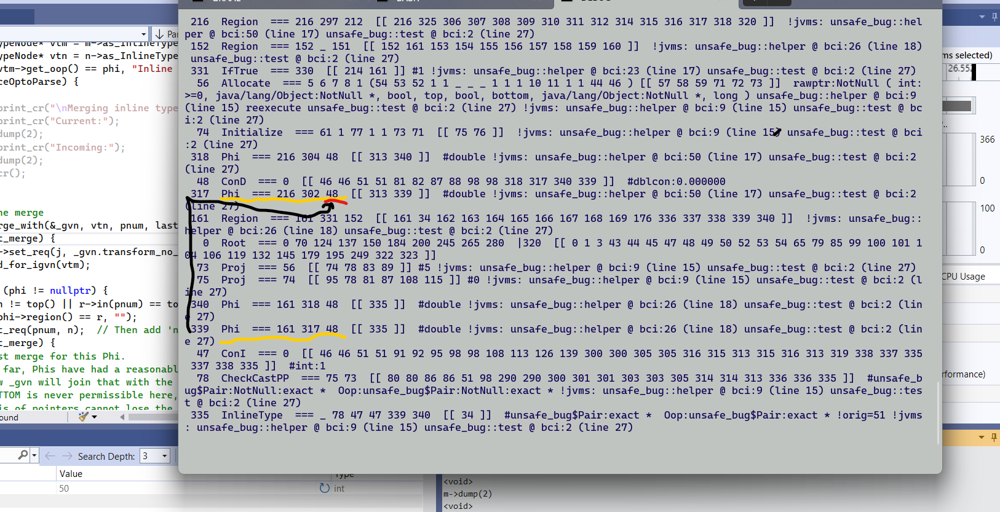 216  Region  === 216 297 212  [[ 216 325 306 307 308 309 310 311 312 314 315 316 317 318 320 ]]  !jvms: unsafe_bug::hel
per @ bci:50 (line 17) unsafe_bug::test @ bci:2 (line 27)
152  Region  === 152 _ 151  [[ 152 161 153 154 155 156 157 158 159 160 ]]  !jvms: unsafe_bug::helper @ bci:26 (line 18)
unsafe_bug::test @ bci:2 (line 27)
331  IfTrue  === 330  [[ 214 161 ]] #1 !jvms: unsafe_bug::helper @ bci:23 (line 17) unsafe_bug::test @ bci:2 (line 27)
56  Allocate  === 5 6 7 8 1 (54 53 52 1 1 _ _ _ 1 1 1 10 11 1 1 44 46 ) [[ 57 58 59 71 72 73 ]]  rawptr:NotNull ( int:
>=0, java/lang/Object:NotNull *, bool, top, bool, bottom, java/lang/Object:NotNull *, long ) unsafe_bug::helper @ bci:9
(line 15) reexecute unsafe_bug::test @ bci:2 (line 27) !jvms: unsafe_bug::helper @ bci:9 (line 15) unsafe_bug::test @ bc
i:2 (line 27)
74  Initialize  === 61 1 77 1 1 73 71  [[ 75 76 ]]  !jvms: unsafe_bug::helper @ bci:9 (line 15) unsafe_bug::test @ bci
:2 (line 27)
318  Phi  === 216 304 48  [[ 313 340 ]]  #double !jvms: unsafe_bug::helper @ bci:50 (line 17) unsafe_bug::test @ bci:2
(line 27)
48  ConD  === 0  [[ 46 46 51 51 81 82 87 88 98 98 318 317 340 339 ]]  #dblcon:0.000000
317  Phi  === 216 302 48  [[ 313 339 ]]  #double !jvms: unsafe_bug::helper @ bci:50 (line 17) unsafe_bug::test @ bci:2
(line 27)
161  Region  === 161 331 152  [[ 161 34 162 163 164 165 166 167 168 169 176 336 337 338 339 340 ]]  !jvms: unsafe_bug::
helper @ bci:26 (line 18) unsafe_bug::test @ bci:2 (line 27)
0  Root  === 0 70 124 137 150 184 200 245 265 280  |320  [[ 0 1 3 43 44 45 47 48 49 50 52 53 54 65 79 85 99 100 101 1
04 106 119 132 145 179 195 249 322 323 ]]
73  Proj  === 56  [[ 74 78 83 89 ]] #5 !jvms: unsafe_bug::helper @ bci:9 (line 15) unsafe_bug::test @ bci:2 (line 27)
75  Proj  === 74  [[ 95 78 81 87 108 115 ]] #0 !jvms: unsafe_bug::helper @ bci:9 (line 15) unsafe_bug::test @ bci:2 (l
ine 27)
340  Phi  === 161 318 48  [[ 335 ]]  #double !jvms: unsafe_bug::helper @ bci:26 (line 18) unsafe_bug::test @ bci:2 (lin
e 27)
339  Phi  === 161 317 48  [[ 335 ]]  #double !jvms: unsafe_bug::helper @ bci:26 (line 18) unsafe_bug::test @ bci:2 (lin
e 27)
47  ConI  === 0  [[ 46 46 51 51 91 92 95 98 98 108 113 126 139 300 300 305 305 316 315 313 315 316 313 319 338 337 335
337 338 335 ]]  #int:1
78  CheckCastPP  === 75 73  [[ 80 80 86 86 51 98 290 290 300 301 301 303 303 305 314 314 313 336 336 335 ]]  #unsafe_b
ug$Pair:NotNull:exact *  Oop:unsafe_bug$Pair:NotNull:exact * !jvms: unsafe_bug::helper @ bci:9 (line 15) unsafe_bug::tes
t @ bci:2 (line 27)
335  InlineType  === _ 78 47 47 339 340  [[ 34 ]]  #unsafe_bug$Pair:exact *  Oop:unsafe_bug$Pair:exact * !orig=51 !jvms
: unsafe_bug::helper @ bci:9 (line 15) unsafe_bug::test @ bci:2 (line 27)
ypeNode* vtn = n->as_InlineType
vtm->get_oop() == phi, "Inline
ceOptoParse) {
print_cr("\nMerging inline type
print_cr("Current:");
dump(2);
print_cr("Incoming:");
dump(2);
cr();
ne merge
rge_with(&_gvn, vtn, pnum, last
t_merge) {
->set_req(j, _gvn.transform_no_
d_for_igvn(vtm);
(phi != nullptr) {
n != top() || r->in(pnum) == to
phi->region() == r, "");
t_req(pnum, n);  // Then add 'n
t_merge) {
st merge for this Phi.
far, Phis have had a reasonabl
w _gvn will join that with the
TTOM is never permissible here,
is of pointers cannot lose the
ound
Search Depth: 3
Value
Type
50
int
<void>
m->dump(2)
<void>
ms selected)
26.552
366
0
100
0
CPU Usage
rformance)